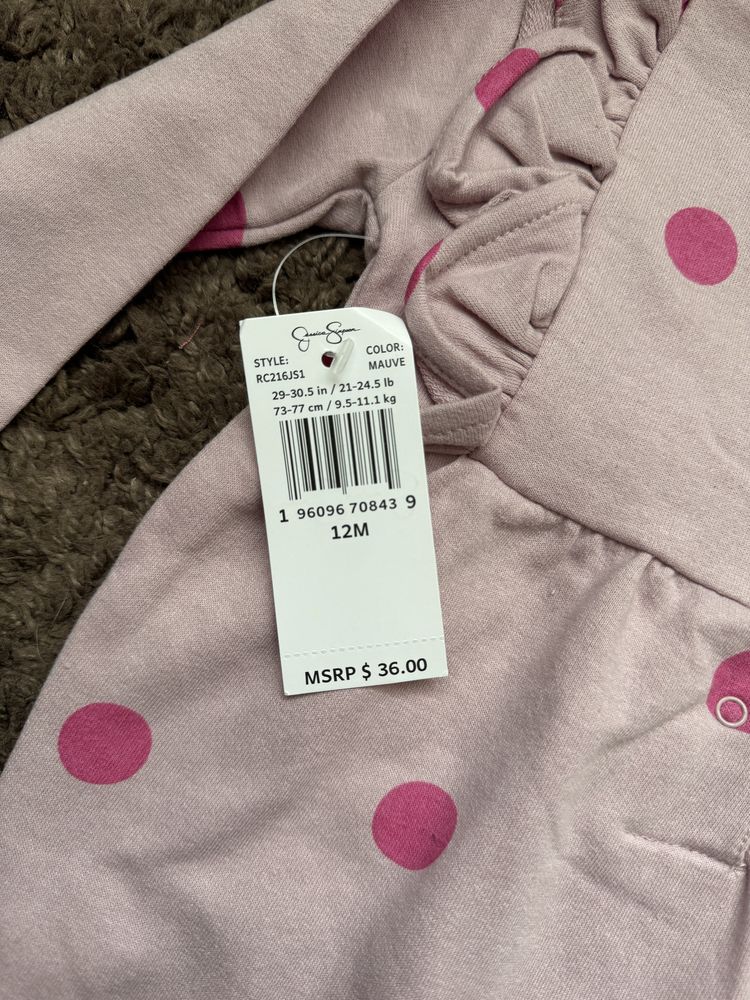 Jessica Simpson
STYLE: COLOR:
RC216JS1 MAUVE
29-30.5 in / 21-24.5 lb
73-77 cm / 9.5-11.1 kg
1 96096 70843 9
12M
MSRP $ 36.00